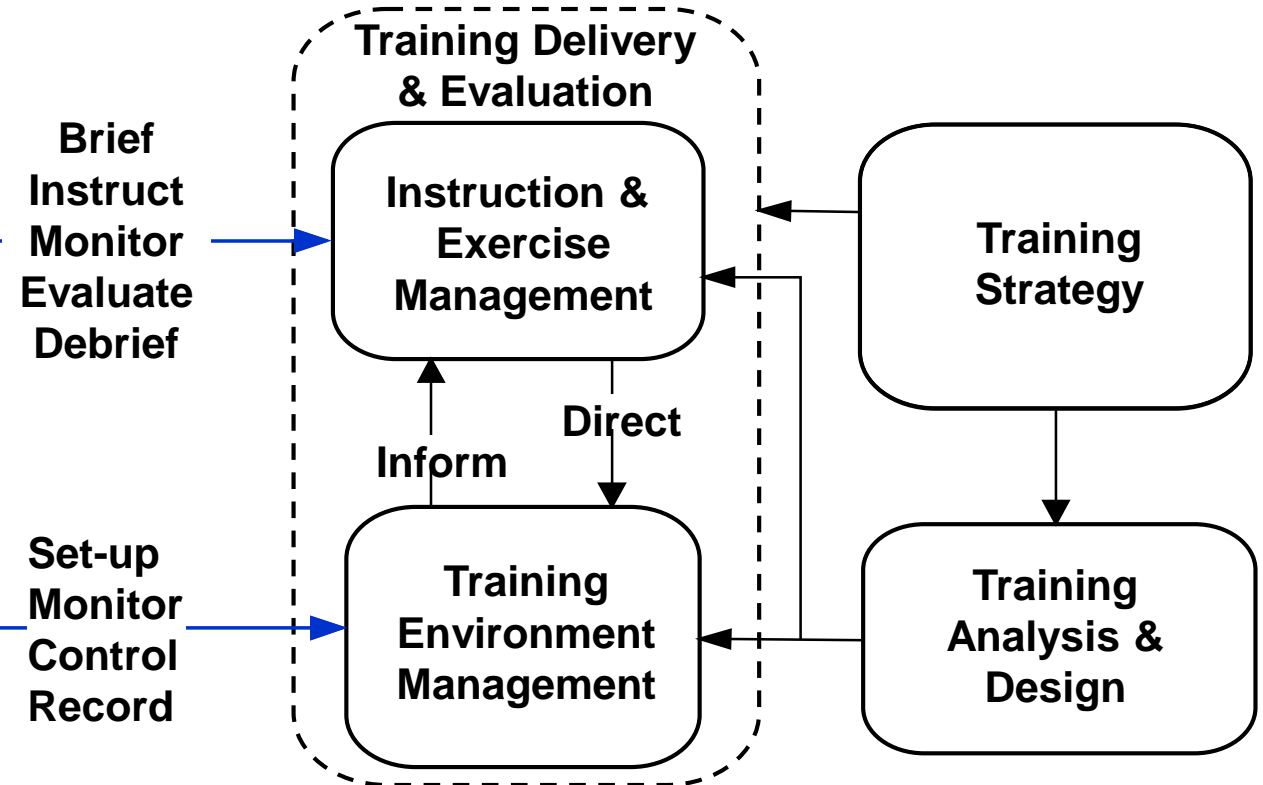 Training Delivery
& Evaluation
Brief
Instruct
Monitor
Evaluate
Debrief
Instruction &
Exercise
Management
Training
Strategy
Direct
Inform
Set-up
Monitor
Control
Record
Training
Environment
Management
Training
Analysis &
Design